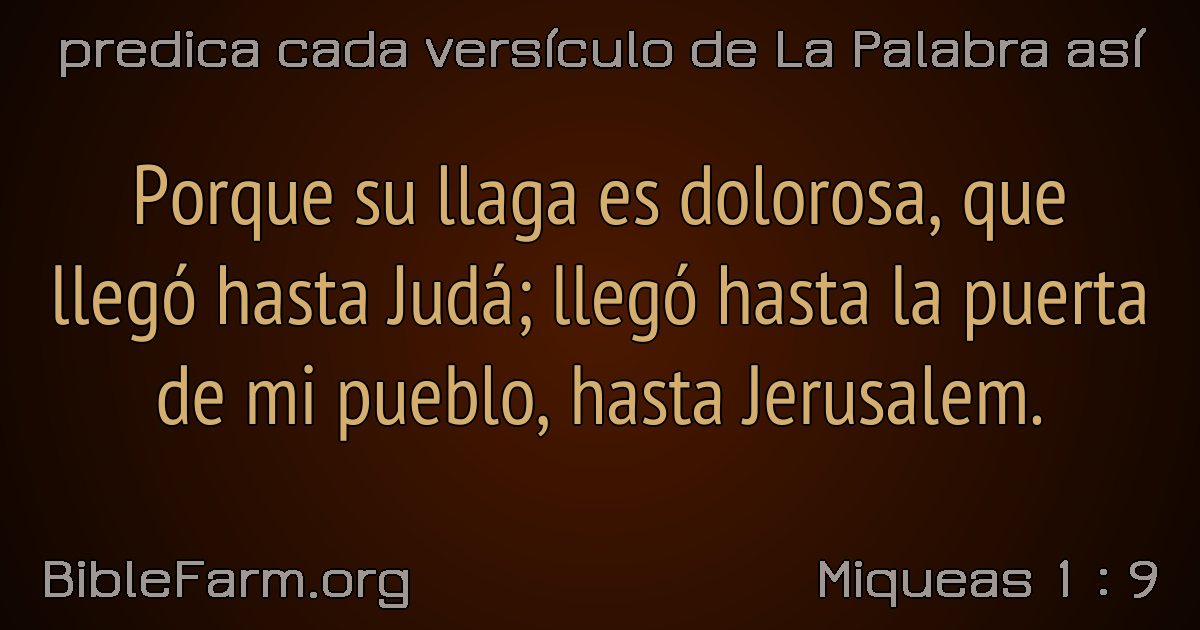 predica cada versículo de La Palabra así
Porque su llaga es dolorosa, que
llegó hasta Judá; llegó hasta la puerta
de mi pueblo, hasta Jerusalem.
BibleFarm.org
Miqueas 1 : 9